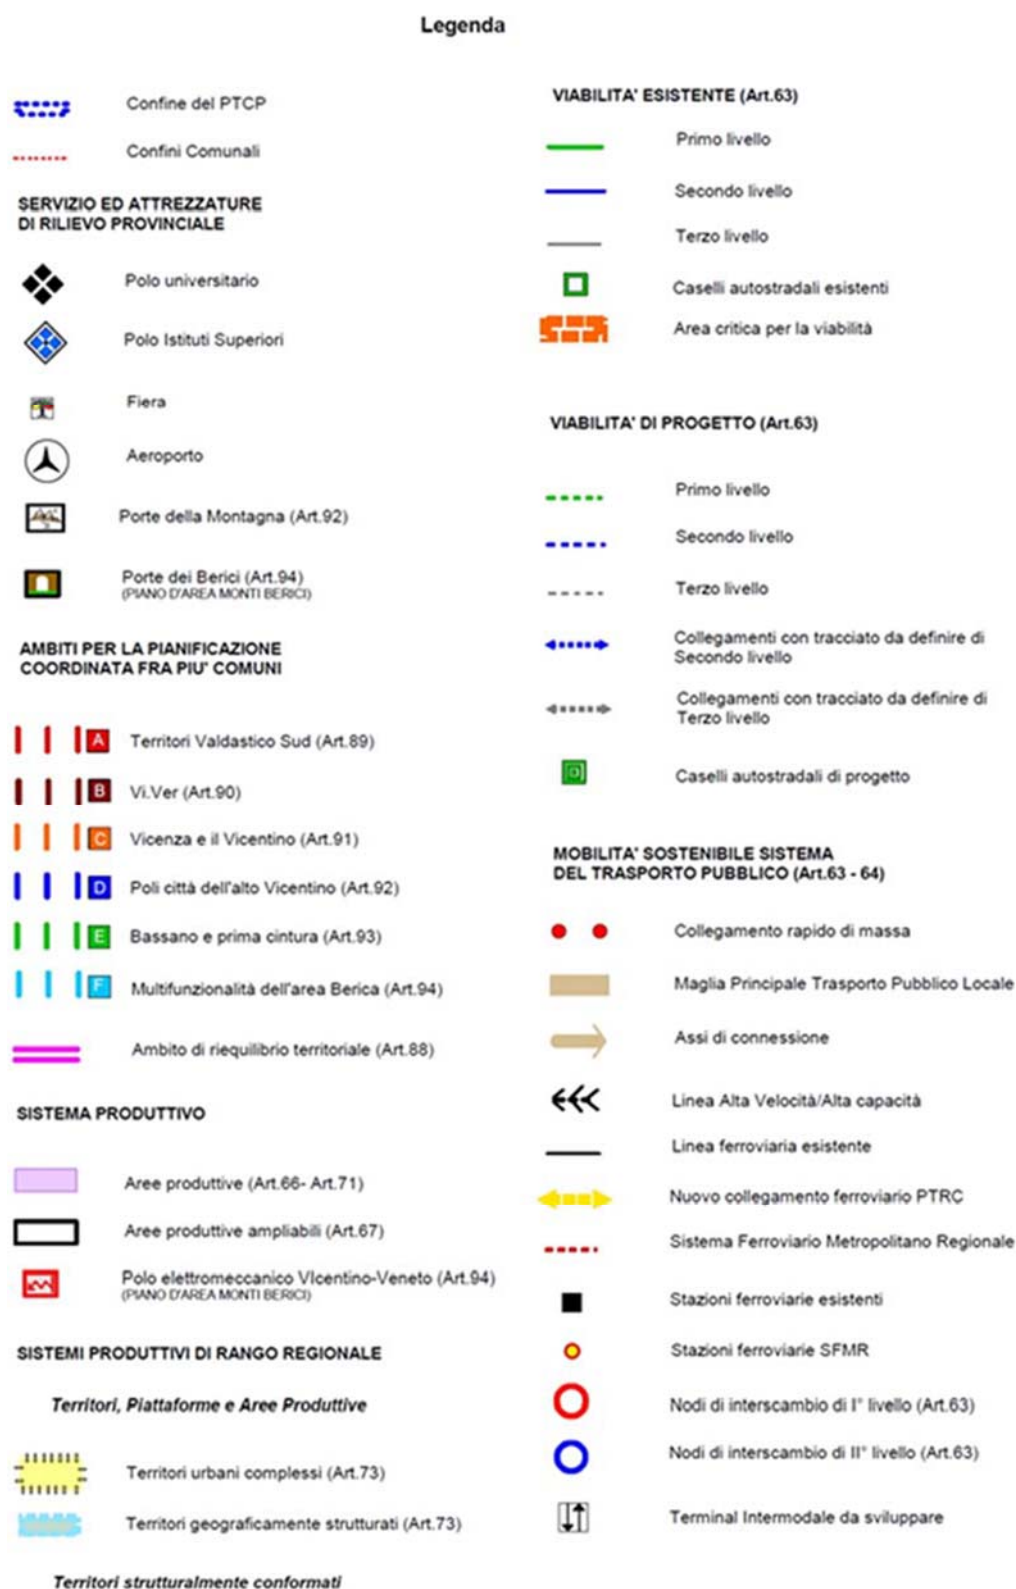 Legenda
Confine del PTCP
Confini Comunali
SERVIZIO ED ATTREZZATURE
DI RILIEVO PROVINCIALE
Polo universitario
Polo Istituti Superiori
Fiera
Aeroporto
Porte della Montagna (Art.92)
Porte dei Berici (Art.94)
(PIANO D'AREA MONTI BERICI)
AMBITI PER LA PIANIFICAZIONE
COORDINATA FRA PIU' COMUNI
A Territori Valdastico Sud (Art.89)
B Vi.Ver (Art.90)
C Vicenza e il Vicentino (Art.91)
D Poli città dell'alto Vicentino (Art.92)
E Bassano e prima cintura (Art.93)
F Multifunzionalità dell'area Berica (Art.94)
Ambito di riequilibrio territoriale (Art.88)
SISTEMA PRODUTTIVO
Aree produttive (Art.66- Art.71)
Aree produttive ampliabili (Art.67)
Polo elettromeccanico VIcentino-Veneto (Art.94)
(PIANO D'AREA MONTI BERICI)
SISTEMI PRODUTTIVI DI RANGO REGIONALE
Territori, Piattaforme e Aree Produttive
Territori urbani complessi (Art.73)
Territori geograficamente strutturati (Art.73)
Territori strutturalmente conformati
VIABILITA' ESISTENTE (Art.63)
Primo livello
Secondo livello
Terzo livello
Caselli autostradali esistenti
Area critica per la viabilità
VIABILITA' DI PROGETTO (Art.63)
Primo livello
Secondo livello
Terzo livello
Collegamenti con tracciato da definire di
Secondo livello
Collegamenti con tracciato da definire di
Terzo livello
Caselli autostradali di progetto
MOBILITA' SOSTENIBILE SISTEMA
DEL TRASPORTO PUBBLICO (Art.63 - 64)
Collegamento rapido di massa
Maglia Principale Trasporto Pubblico Locale
Assi di connessione
Linea Alta Velocità/Alta capacità
Linea ferroviaria esistente
Nuovo collegamento ferroviario PTRC
Sistema Ferroviario Metropolitano Regionale
Stazioni ferroviarie esistenti
Stazioni ferroviarie SFMR
Nodi di interscambio di I° livello (Art.63)
Nodi di interscambio di II° livello (Art.63)
Terminal Intermodale da sviluppare